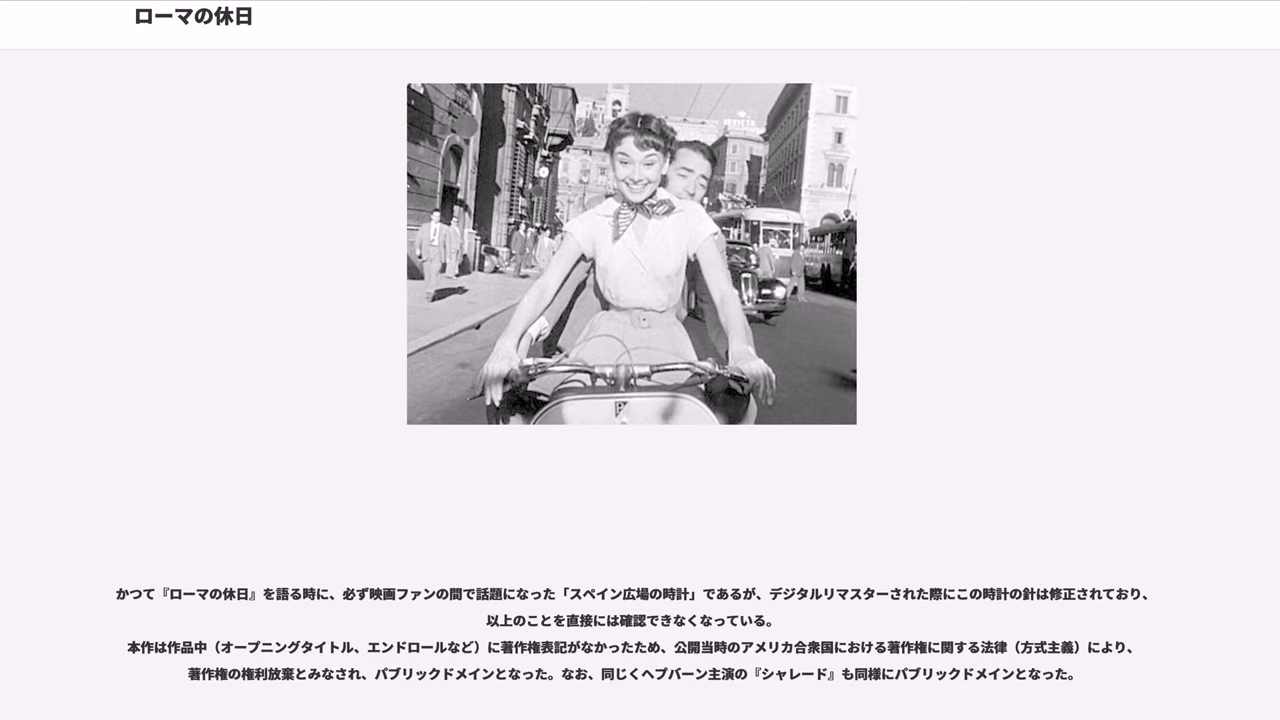 ローマの休日
INVICTA
かつて『ローマの休日』を語る時に、必ず映画ファンの間で話題になった「スペイン広場の時計」であるが、デジタルリマスターされた際にこの時計の針は修正されており、
以上のことを直接には確認できなくなっている。
本作は作品中（オープニングタイトル、エンドロールなど）に著作権表記がなかったため、公開当時のアメリカ合衆国における著作権に関する法律（方式主義）により、
著作権の権利放棄とみなされ、パブリックドメインとなった。なお、同じくヘプバーン主演の『シャレード』も同様にパブリックドメインとなった。